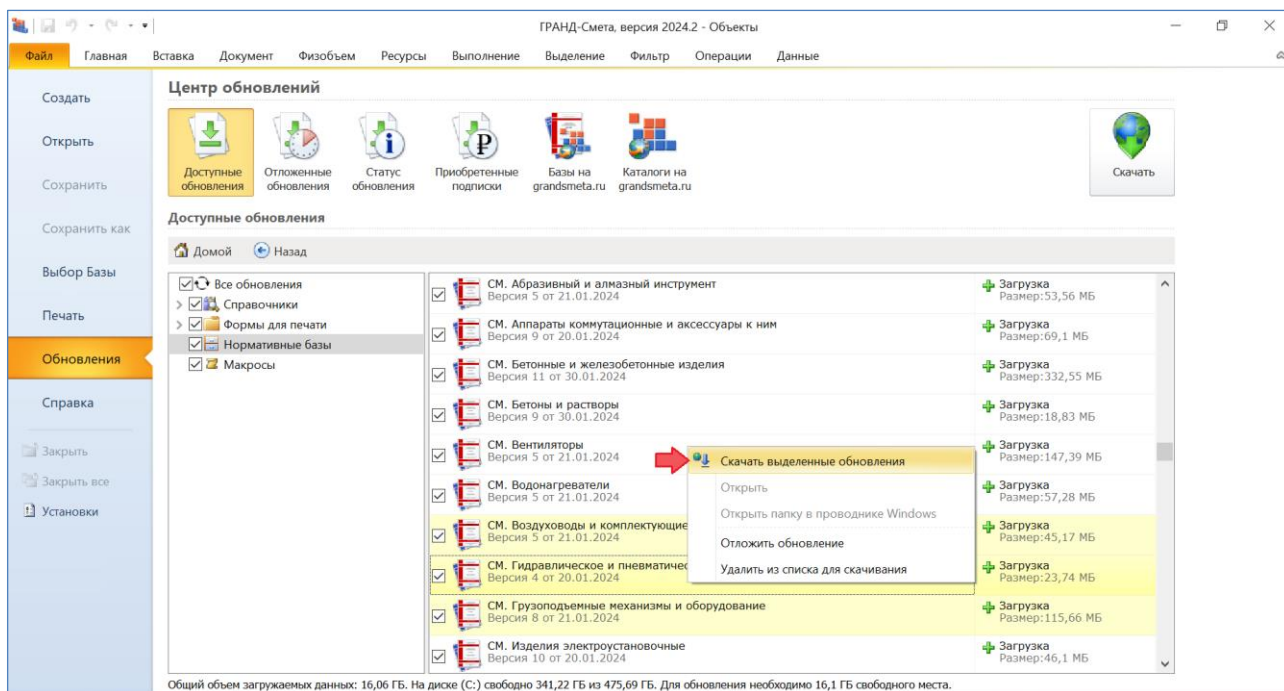 ГРАНД-Смета, версия 2024.2 - Объекты
Файл Главная Вставка Документ Физобъем Ресурсы Выполнение Выделение Фильтр Операции Данные
Создать
Открыть
Сохранить
Сохранить как
Выбор Базы
Печать
Обновления
Справка
Закрыть
Закрыть все
Установки
Центр обновлений
Доступные обновления
Отложенные обновления
Статус обновления
Приобретенные подписки
Базы на grandsmeta.ru
Каталоги на grandsmeta.ru
Скачать
Доступные обновления
Домой Назад
Все обновления
Справочники
Формы для печати
Нормативные базы
Макросы
СМ. Абразивный и алмазный инструмент Загрузка
Версия 5 от 21.01.2024 Размер:53,56 МБ
СМ. Аппараты коммутационные и аксессуары к ним Загрузка
Версия 9 от 20.01.2024 Размер:69,1 МБ
СМ. Бетонные и железобетонные изделия Загрузка
Версия 11 от 30.01.2024 Размер:332,55 МБ
СМ. Бетоны и растворы Загрузка
Версия 9 от 30.01.2024 Размер:18,83 МБ
СМ. Вентиляторы Загрузка
Версия 5 от 21.01.2024 Размер:147,39 МБ
СМ. Водонагреватели Загрузка
Версия 5 от 21.01.2024 Размер:57,28 МБ
СМ. Воздуховоды и комплектующие Загрузка
Версия 5 от 21.01.2024 Размер:45,17 МБ
СМ. Гидравлическое и пневматичес Загрузка
Версия 4 от 20.01.2024 Размер:23,74 МБ
СМ. Грузоподъемные механизмы и оборудование Загрузка
Версия 8 от 21.01.2024 Размер:115,66 МБ
СМ. Изделия электроустановочные Загрузка
Версия 10 от 20.01.2024 Размер:46,1 МБ
Скачать выделенные обновления
Открыть
Открыть папку в проводнике Windows
Отложить обновление
Удалить из списка для скачивания
Общий объем загружаемых данных: 16,06 ГБ. На диске (C:) свободно 341,22 ГБ из 475,69 ГБ. Для обновления необходимо 16,1 ГБ свободного места.